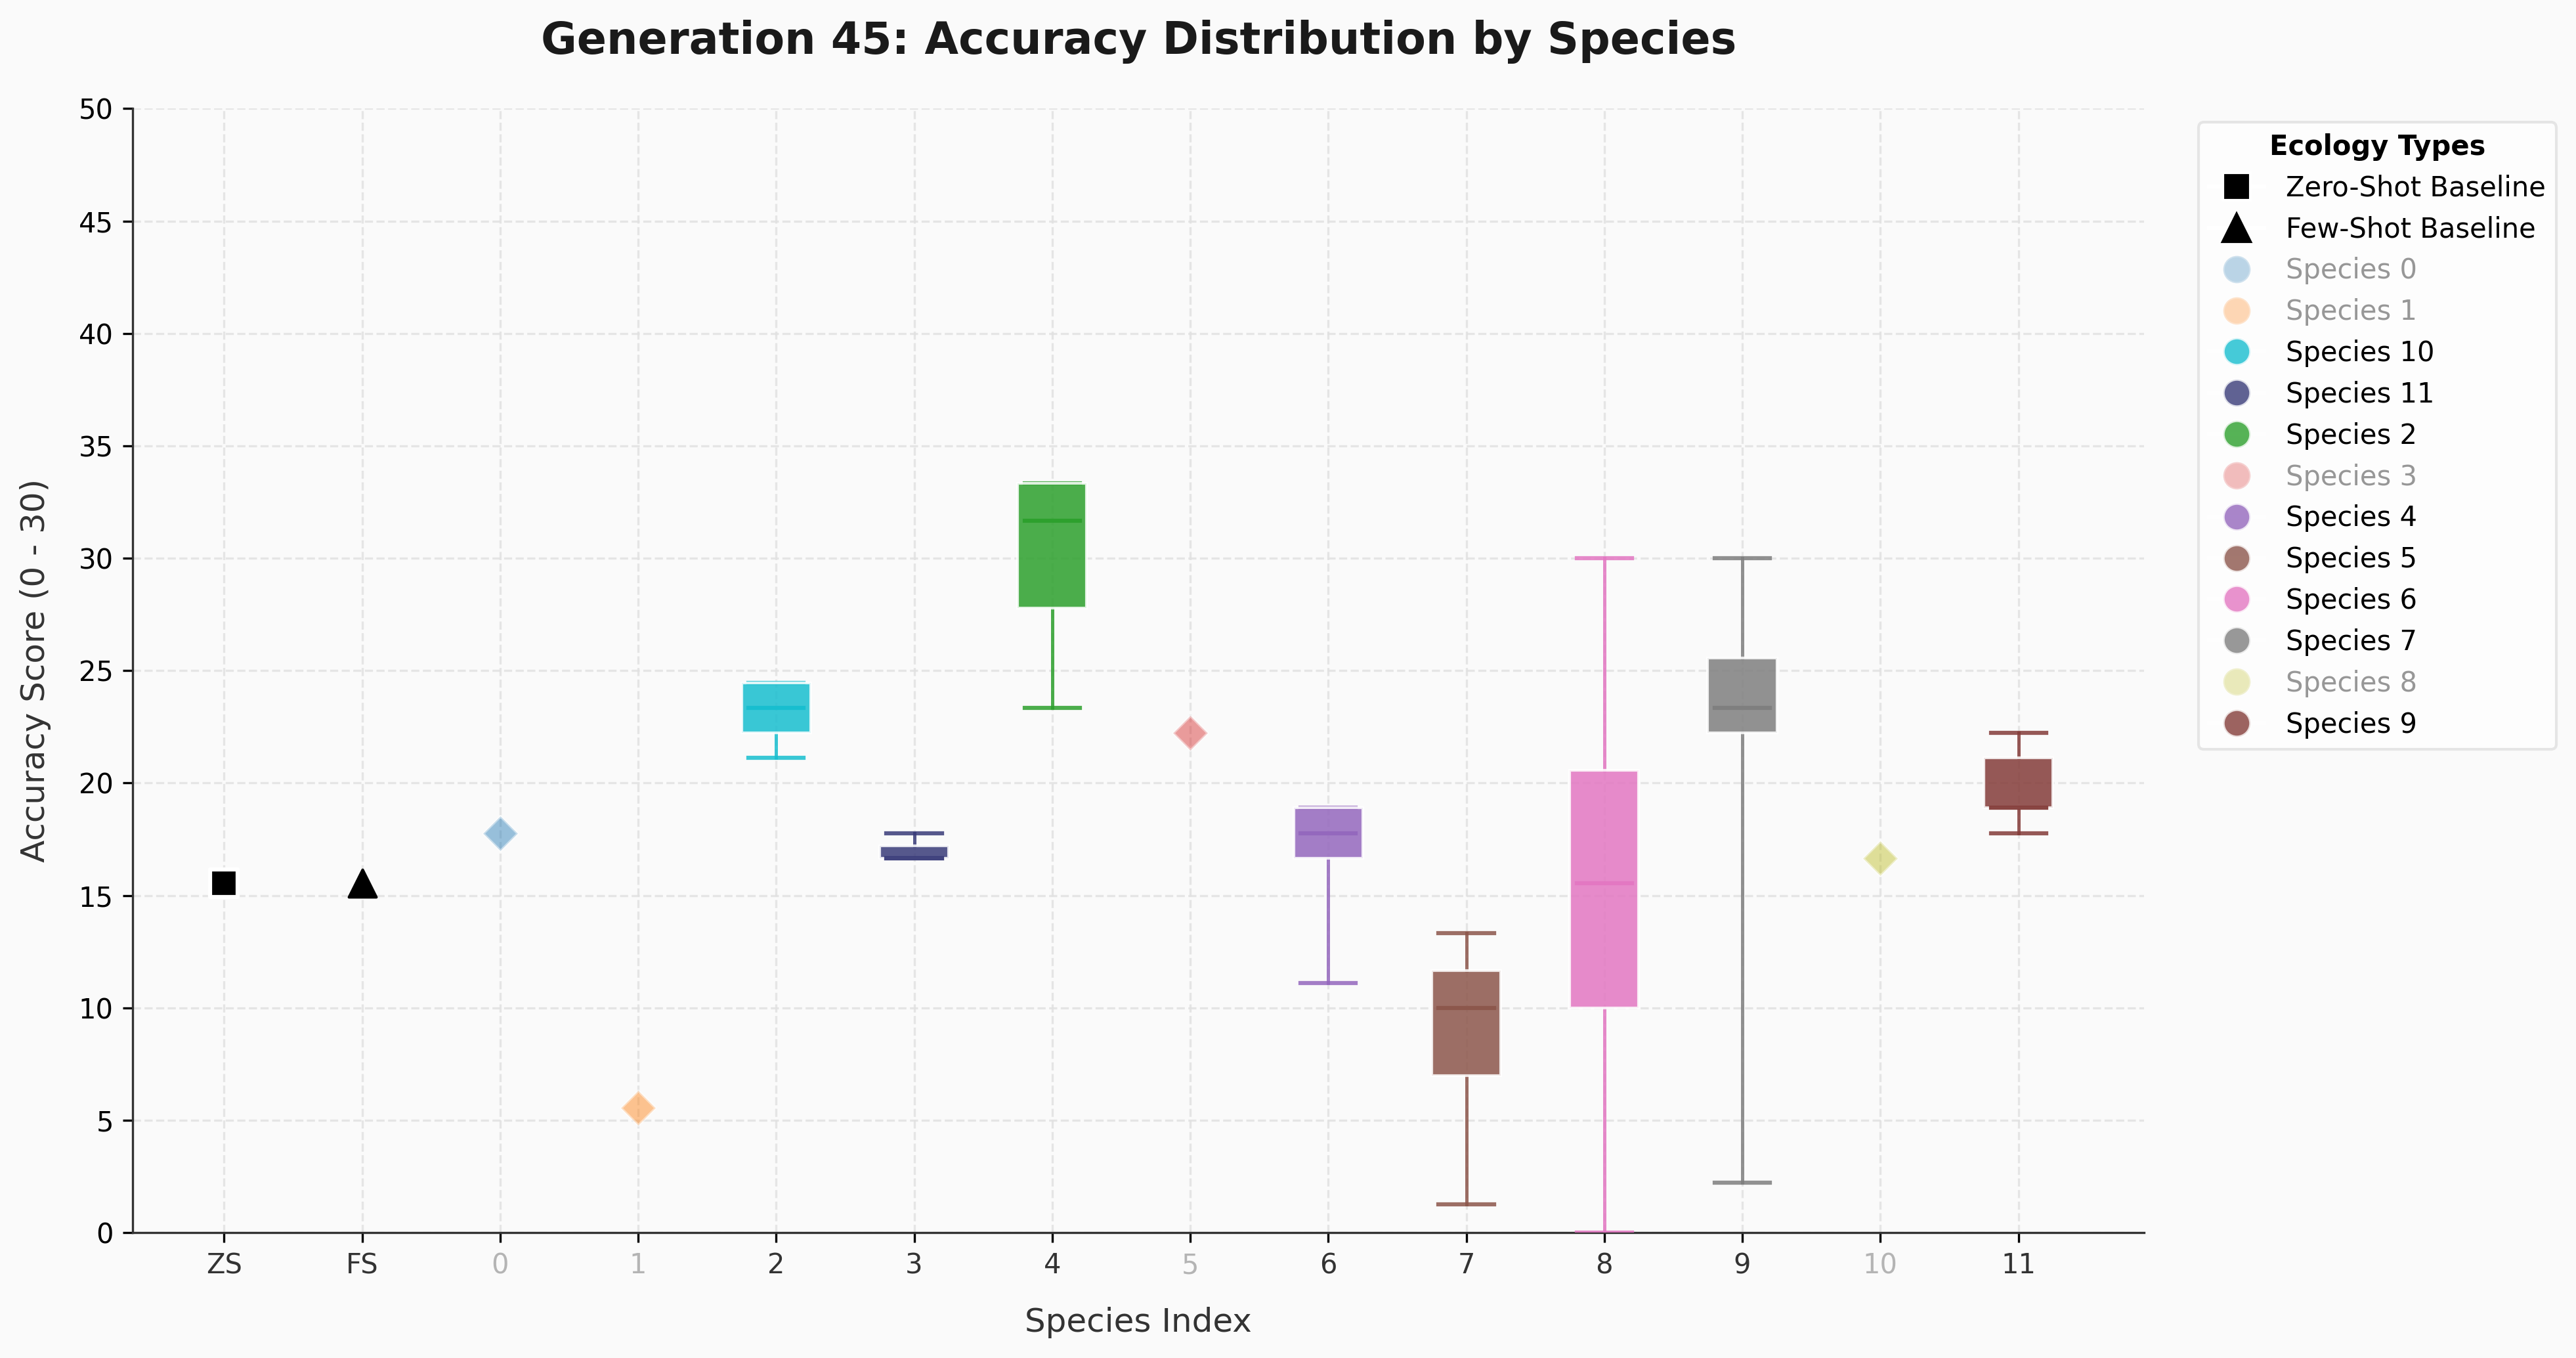 Generation 45: Accuracy Distribution by Species
Accuracy Score (0 - 30)
50
45
40
35
30
25
20
15
10
5
0
ZS FS 0 1 2 3 4 5 6 7 8 9 10 11
Species Index
Ecology Types
Zero-Shot Baseline
Few-Shot Baseline
Species 0
Species 1
Species 10
Species 11
Species 2
Species 3
Species 4
Species 5
Species 6
Species 7
Species 8
Species 9